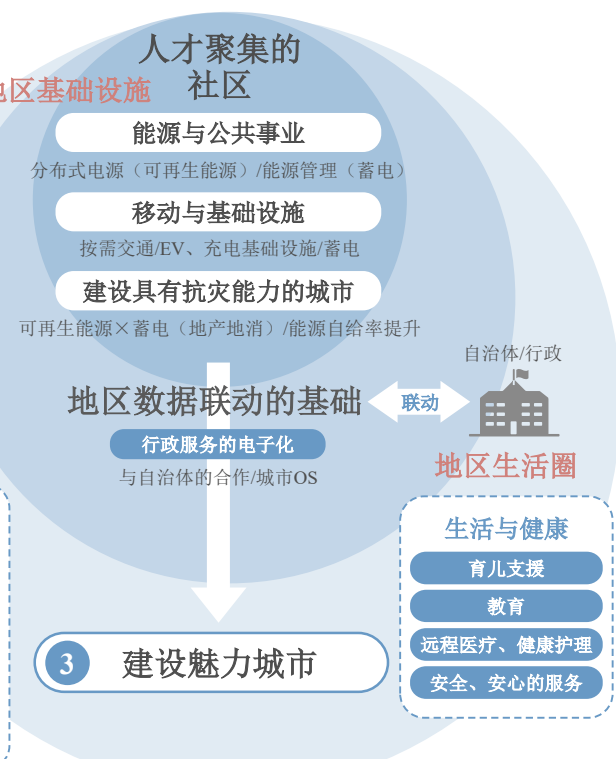 人才聚集的
社区
地区基础设施
能源与公共事业
分布式电源（可再生能源）/能源管理（蓄电）
移动与基础设施
按需交通/EV、充电基础设施/蓄电
建设具有抗灾能力的城市
可再生能源×蓄电（地产地消）/能源自给率提升
自治体/行政
地区数据联动的基础
联动
行政服务的电子化
与自治体的合作/城市OS
地区生活圈
生活与健康
育儿支援
教育
远程医疗、健康护理
安全、安心的服务
3 建设魅力城市